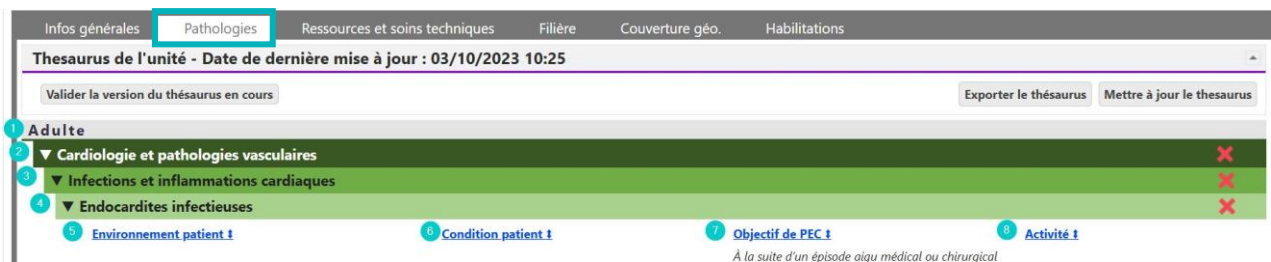 Infos générales Pathologies Ressources et soins techniques Filière Couverture géo. Habilitations
Thesaurus de l'unité - Date de dernière mise à jour : 03/10/2023 10:25
Valider la version du thésaurus en cours Exporter le thésaurus Mettre à jour le thesaurus
1 Adulte
2 ▼ Cardiologie et pathologies vasculaires
3 ▼ Infections et inflammations cardiaques
4 ▼ Endocardites infectieuses
5 Environnement patient ↕ 6 Condition patient ↕ 7 Objectif de PEC ↕ 8 Activité ↕
À la suite d'un épisode aigu médical ou chirurgical